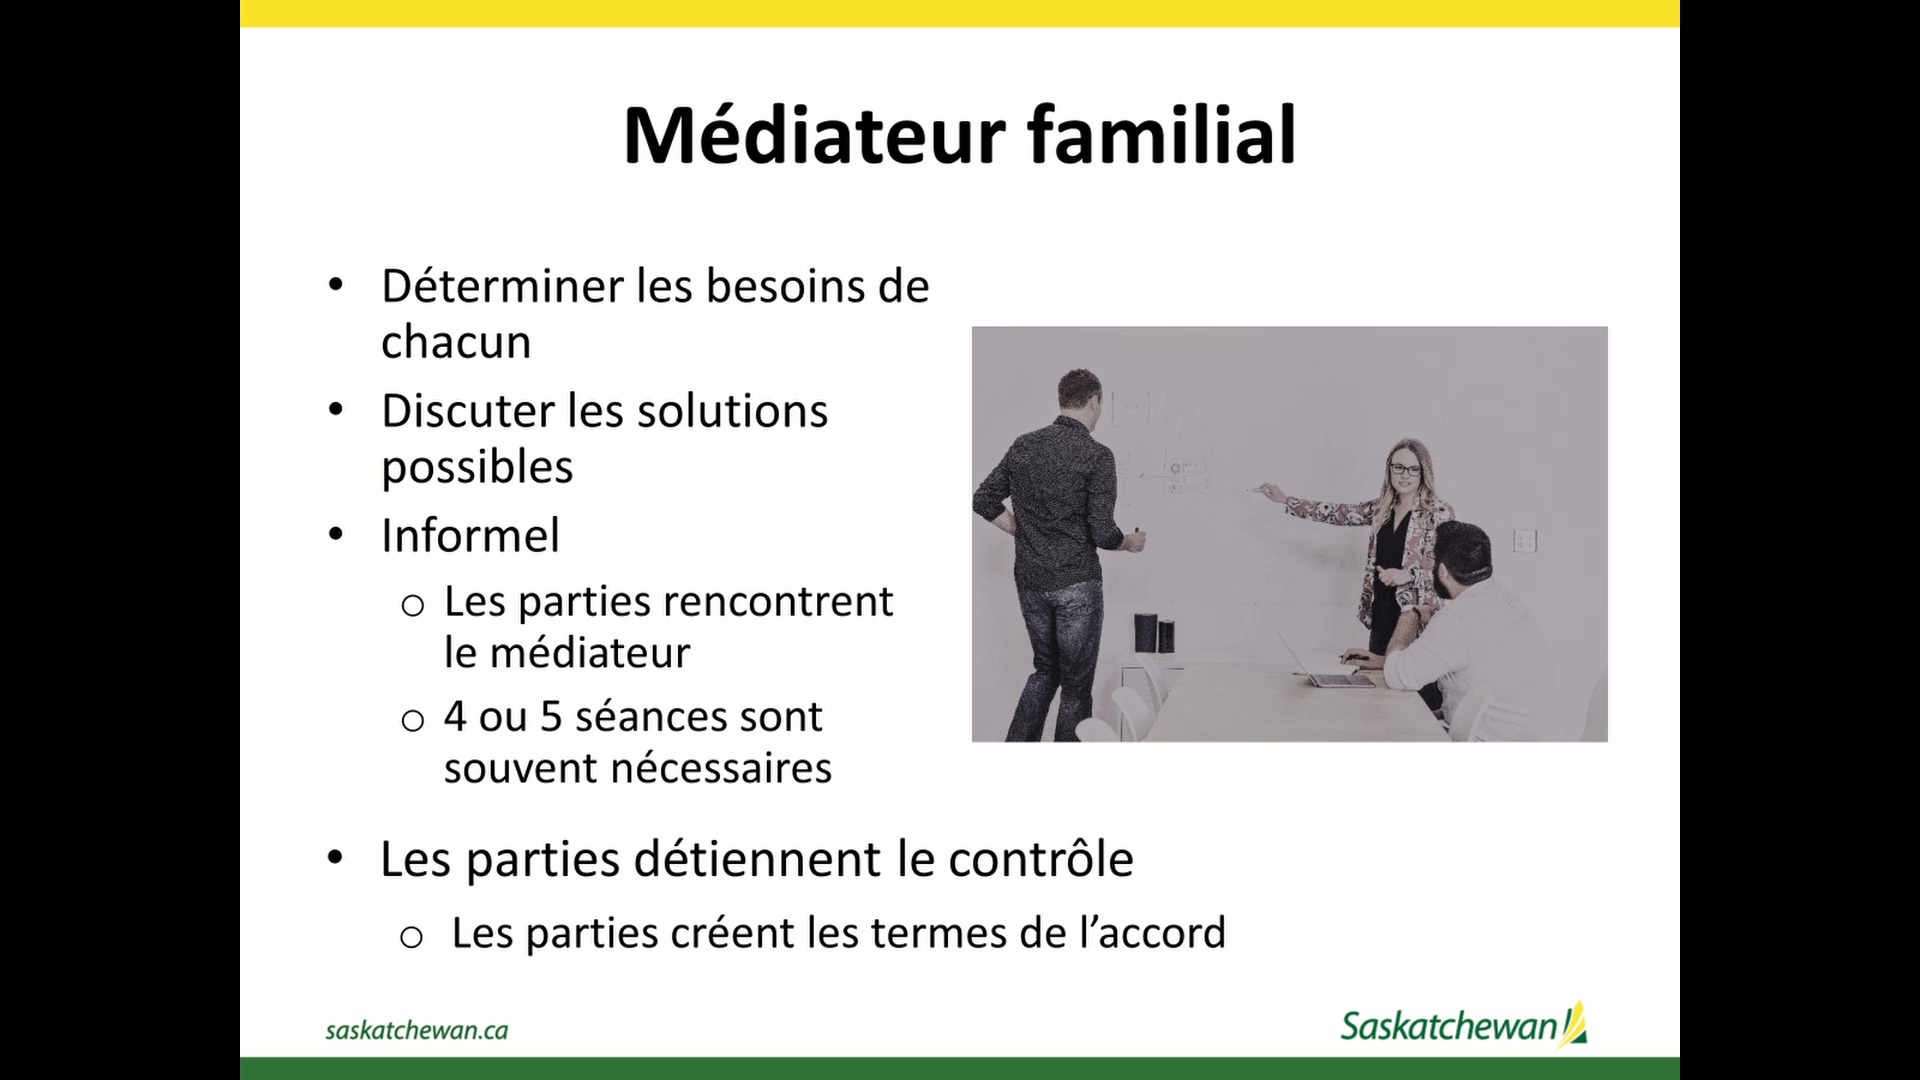 Médiateur familial
• Déterminer les besoins de
chacun
• Discuter les solutions
possibles
• Informel
o Les parties rencontrent
le médiateur
o 4 ou 5 séances sont
souvent nécessaires
• Les parties détiennent le contrôle
o Les parties créent les termes de l’accord
saskatchewan.ca
Saskatchewan